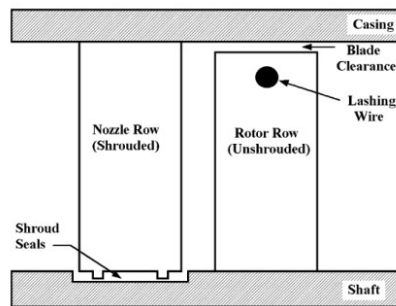 Casing
Blade
Clearance
Lashing
Wire
Nozzle Row
(Shrouded)
Rotor Row
(Unshrouded)
Shroud
Seals
Shaft